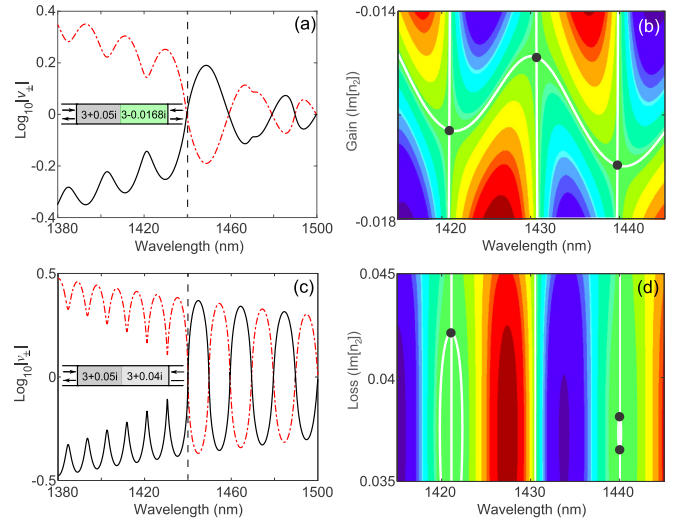 (a)
Log₁₀|ν±|
0.4
0.2
0
-0.2
-0.4
3+0.05i
3-0.0168i
1380
1420
1460
1500
Wavelength (nm)
(b)
Gain (Im[n₂])
-0.014
-0.018
1420
1430
1440
Wavelength (nm)
(c)
Log₁₀|ν±|
0.5
0
-0.5
3+0.05i
3+0.04i
1380
1420
1460
1500
Wavelength (nm)
(d)
Loss (Im[n₂])
0.045
0.04
0.035
1420
1430
1440
Wavelength (nm)